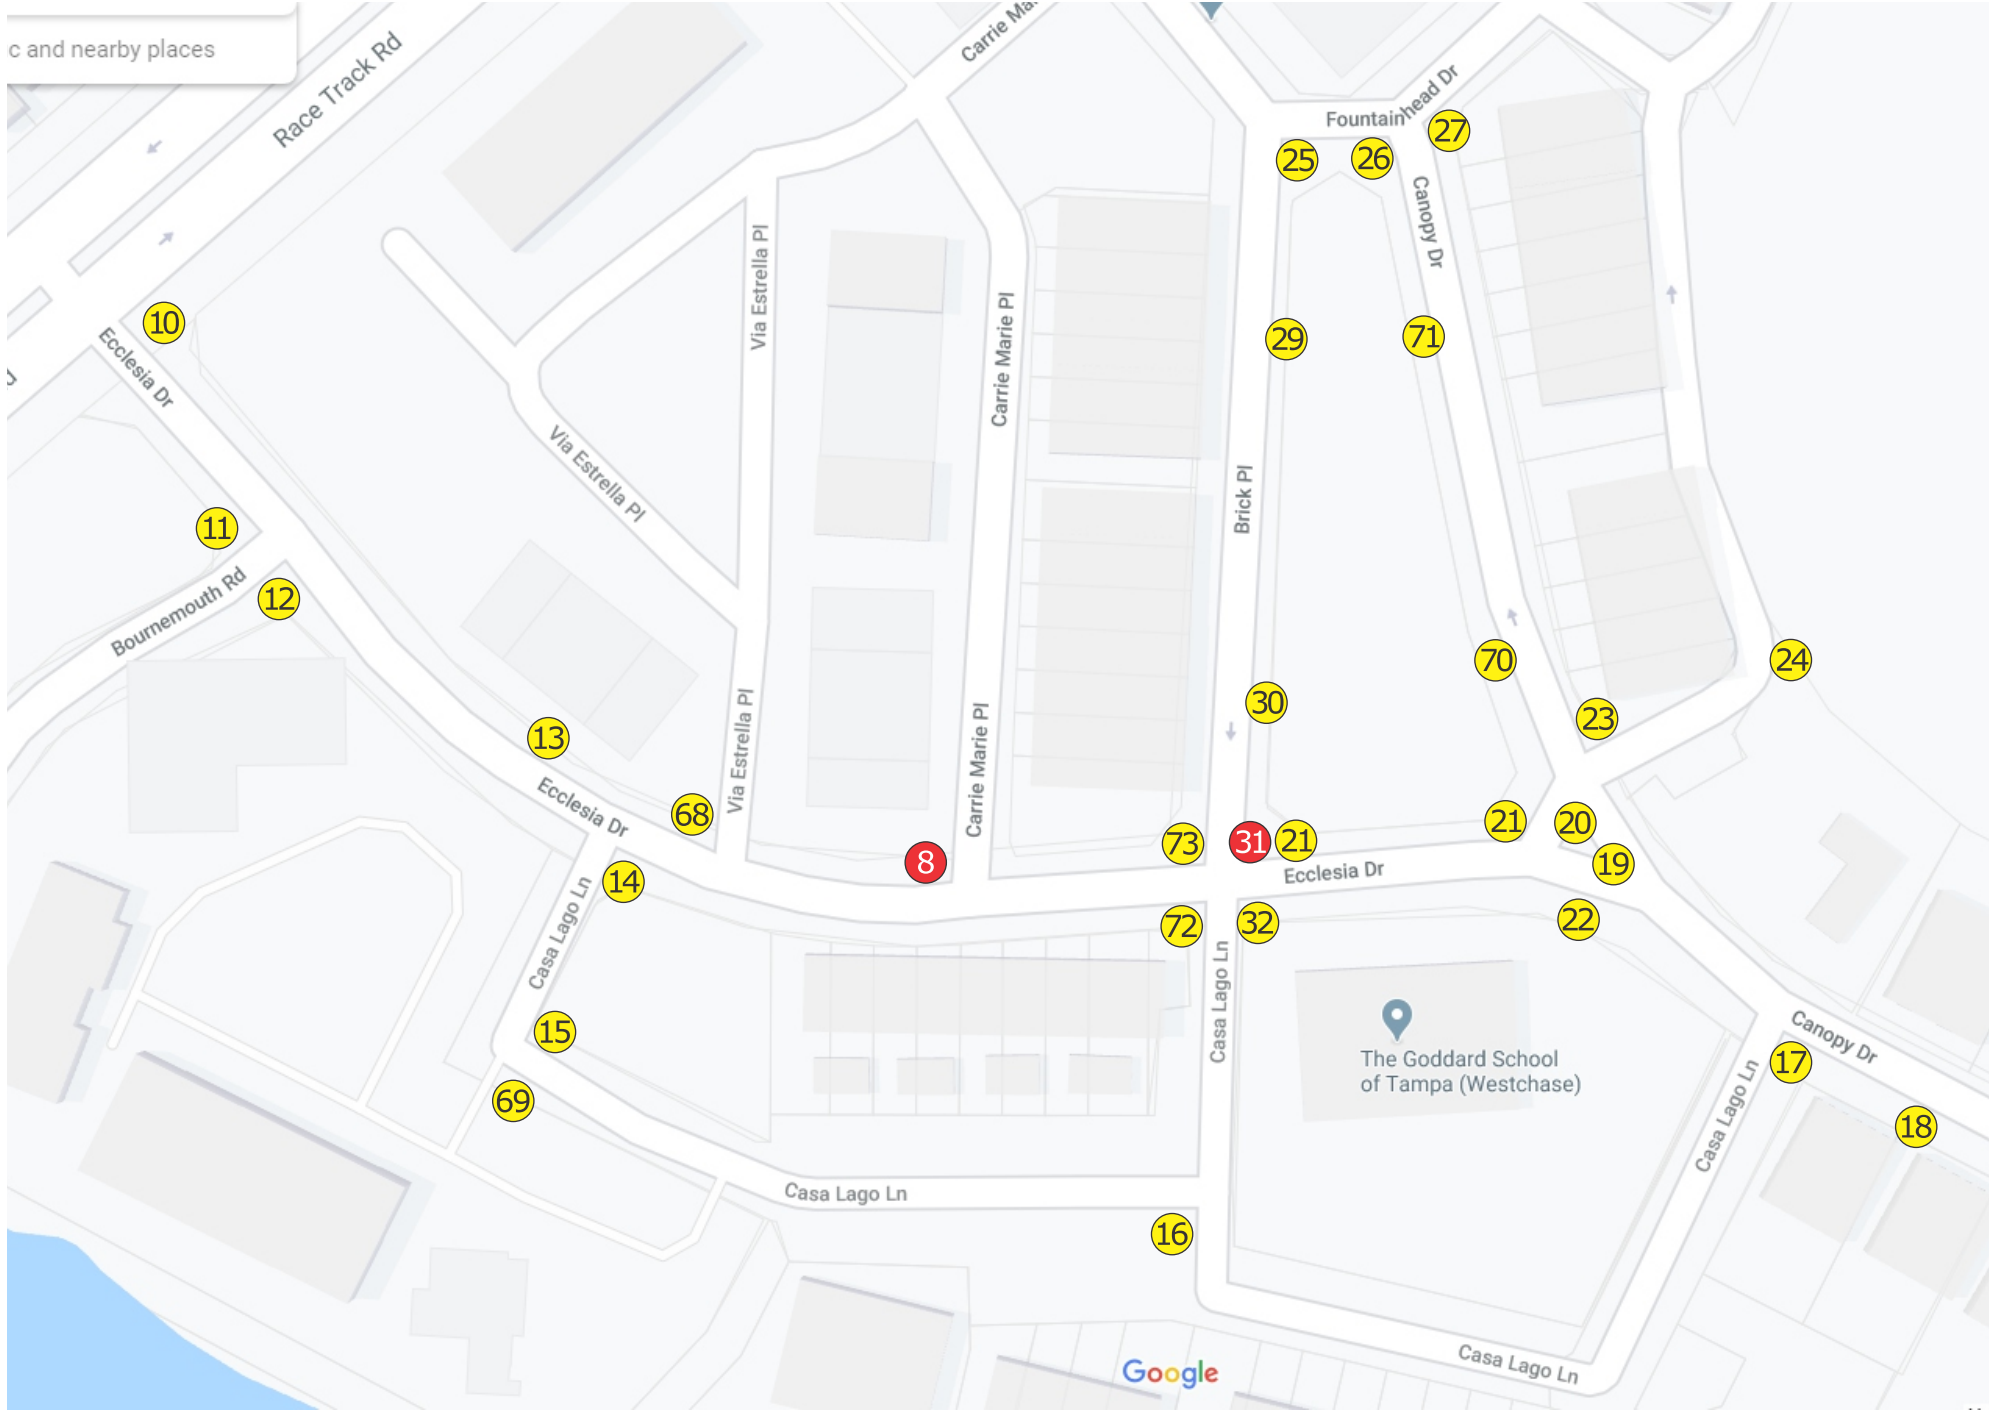 c and nearby places
Race Track Rd
Carrie Ma
Fountainhead Dr
27
25
26
Canopy Dr
Via Estrella Pl
10
Ecclesia Dr
Carrie Marie Pl
29
71
Via Estrella Pl
Brick Pl
11
Bournemouth Rd
12
70
24
30
23
13
Via Estrella Pl
Carrie Marie Pl
Ecclesia Dr
68
8
73
31
21
21
20
19
Ecclesia Dr
14
Casa Lago Ln
72
32
22
Casa Lago Ln
15
The Goddard School
of Tampa (Westchase)
Canopy Dr
17
69
Casa Lago Ln
18
Casa Lago Ln
16
Casa Lago Ln
Google